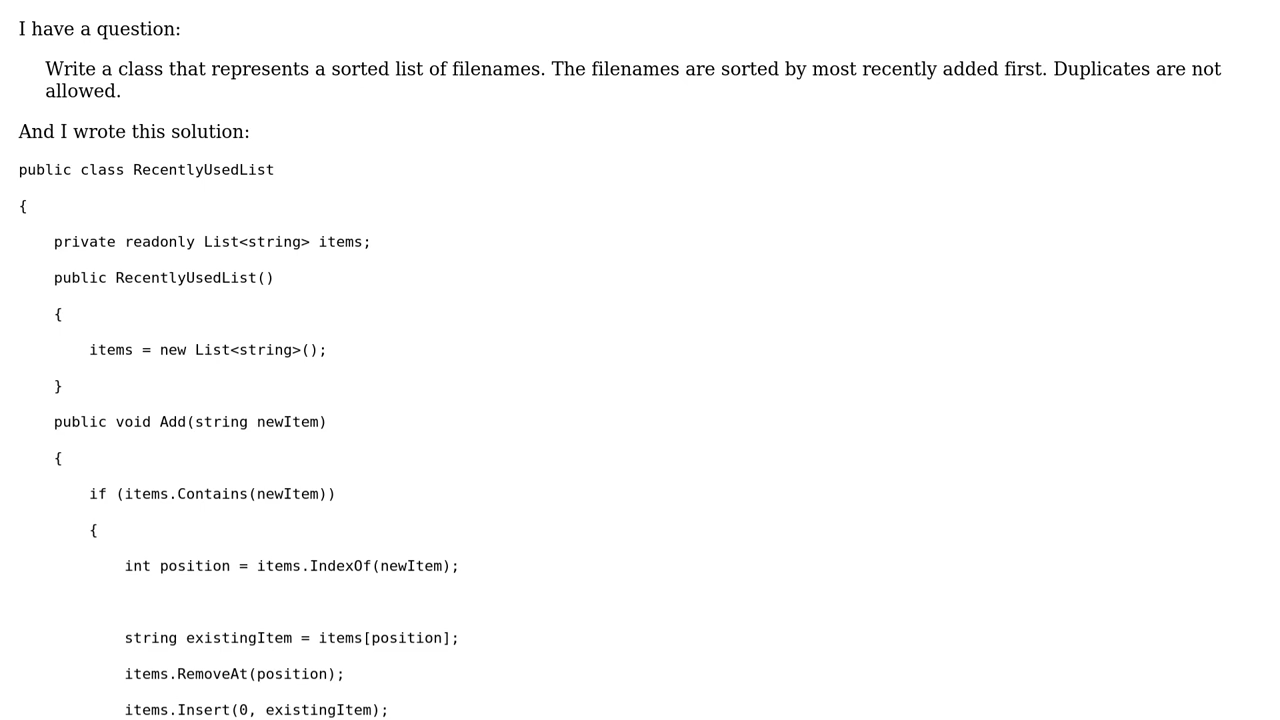 I have a question:
Write a class that represents a sorted list of filenames. The filenames are sorted by most recently added first. Duplicates are not
allowed.
And I wrote this solution:
public class RecentlyUsedList
{
    private readonly List<string> items;
    public RecentlyUsedList()
    {
        items = new List<string>();
    }
    public void Add(string newItem)
    {
        if (items.Contains(newItem))
        {
            int position = items.IndexOf(newItem);
            string existingItem = items[position];
            items.RemoveAt(position);
            items.Insert(0, existingItem);